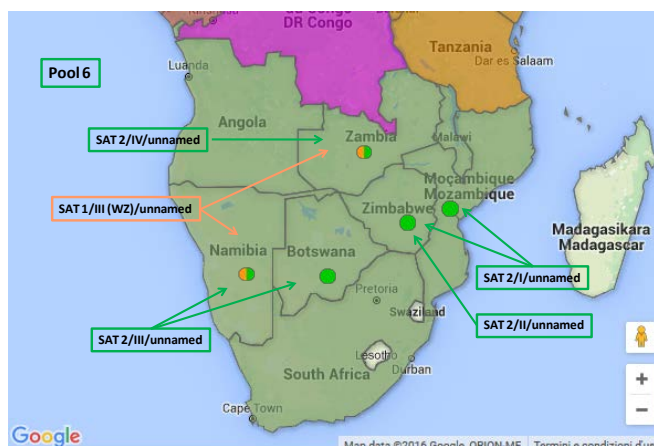 DR Congo
Tanzania
Dar es Salaam
Pool 6
Luanda
Angola
SAT 2/IV/unnamed
Zambia
Malawi
SAT 1/III (WZ)/unnamed
Moçambique
Mozambique
Zimbabwe
Madagasikara
Madagascar
Namibia
Botswana
SAT 2/I/unnamed
Pretoria
Swaziland
SAT 2/II/unnamed
SAT 2/III/unnamed
Lesotho
Durban
South Africa
Cape Town
+
−
Google
Map data ©2016 Google, ORION-ME
Termini e condizioni d'us